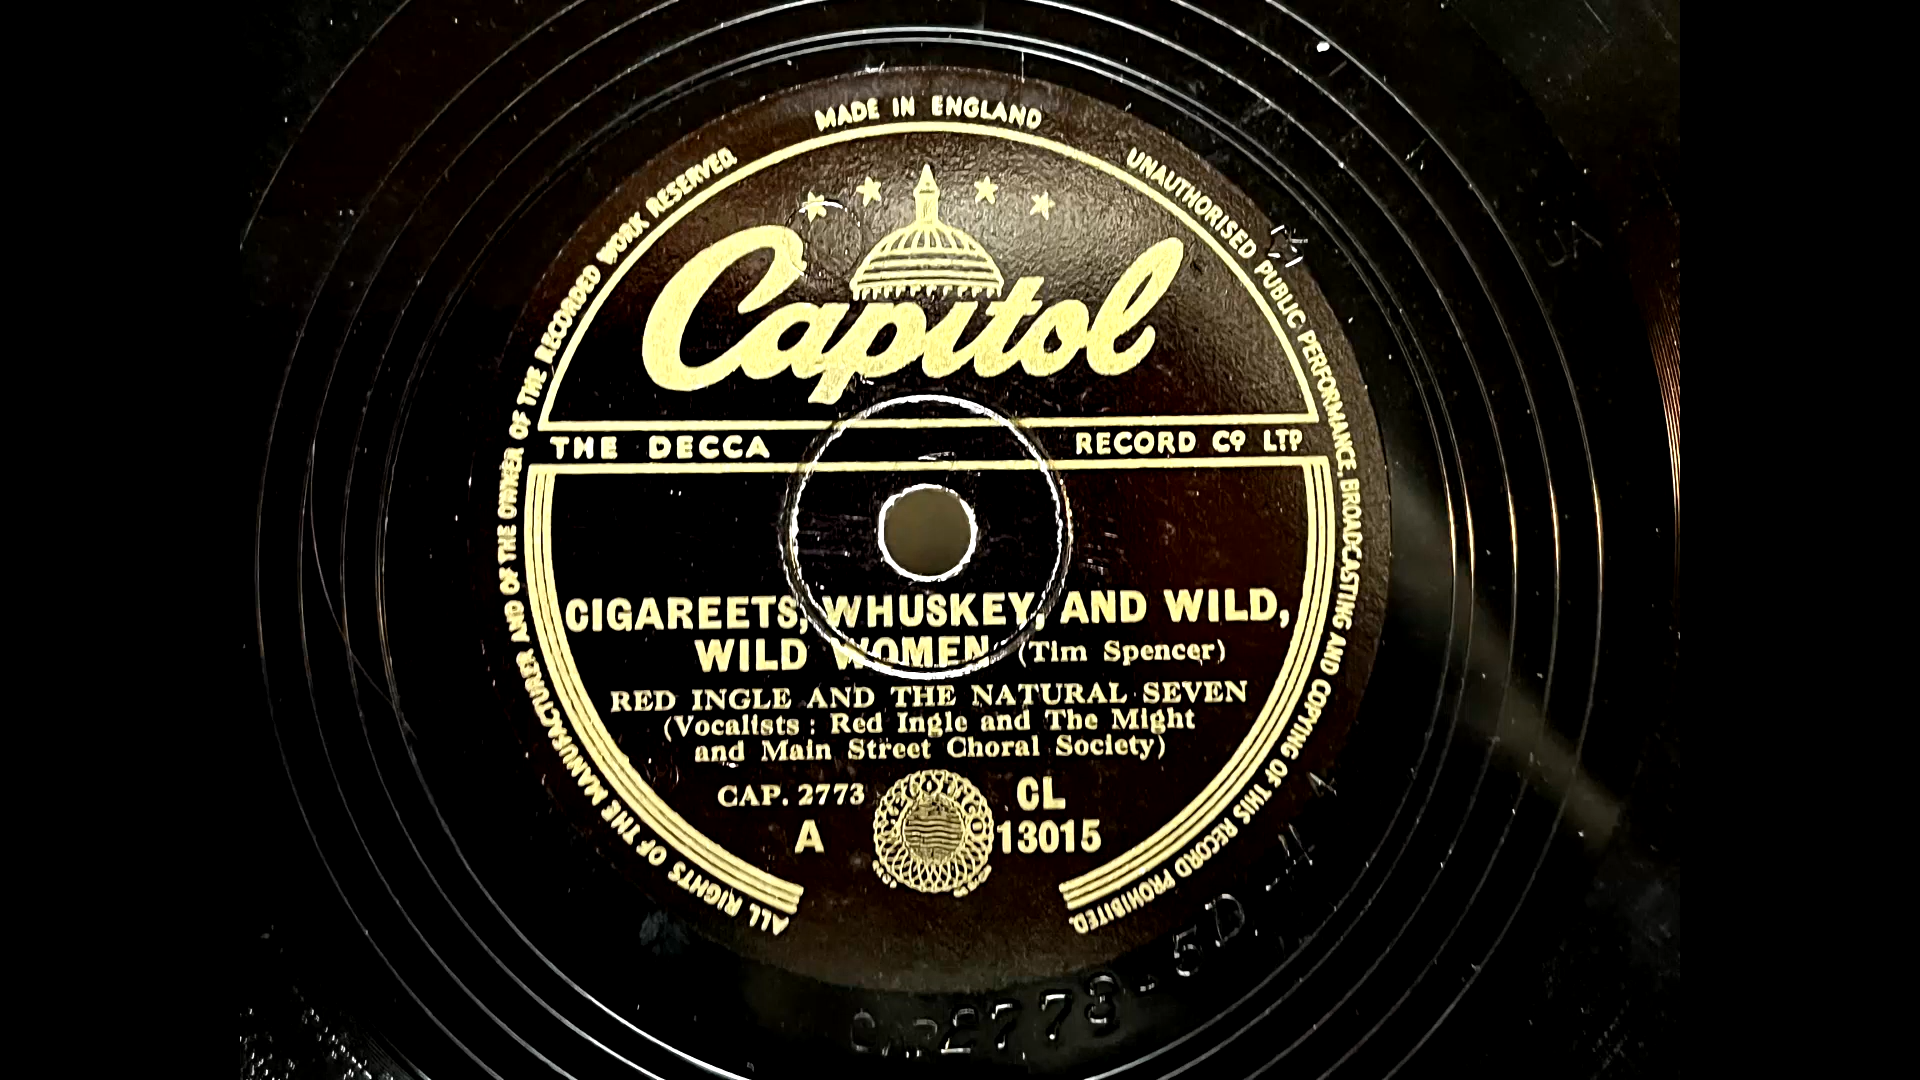 MADE IN ENGLAND
ALL RIGHTS OF THE MANUFACTURER AND OF THE OWNER OF THE RECORDED WORK RESERVED
UNAUTHORISED PUBLIC PERFORMANCE, BROADCASTING AND COPYING OF THIS RECORD PROHIBITED.
Capitol
THE DECCA RECORD CO LTD
CIGAREETS, WHUSKEY, AND WILD,
WILD WOMEN (Tim Spencer)
RED INGLE AND THE NATURAL SEVEN
(Vocalists : Red Ingle and The Might
and Main Street Choral Society)
CAP. 2773 CL
A 13015
2773-5D